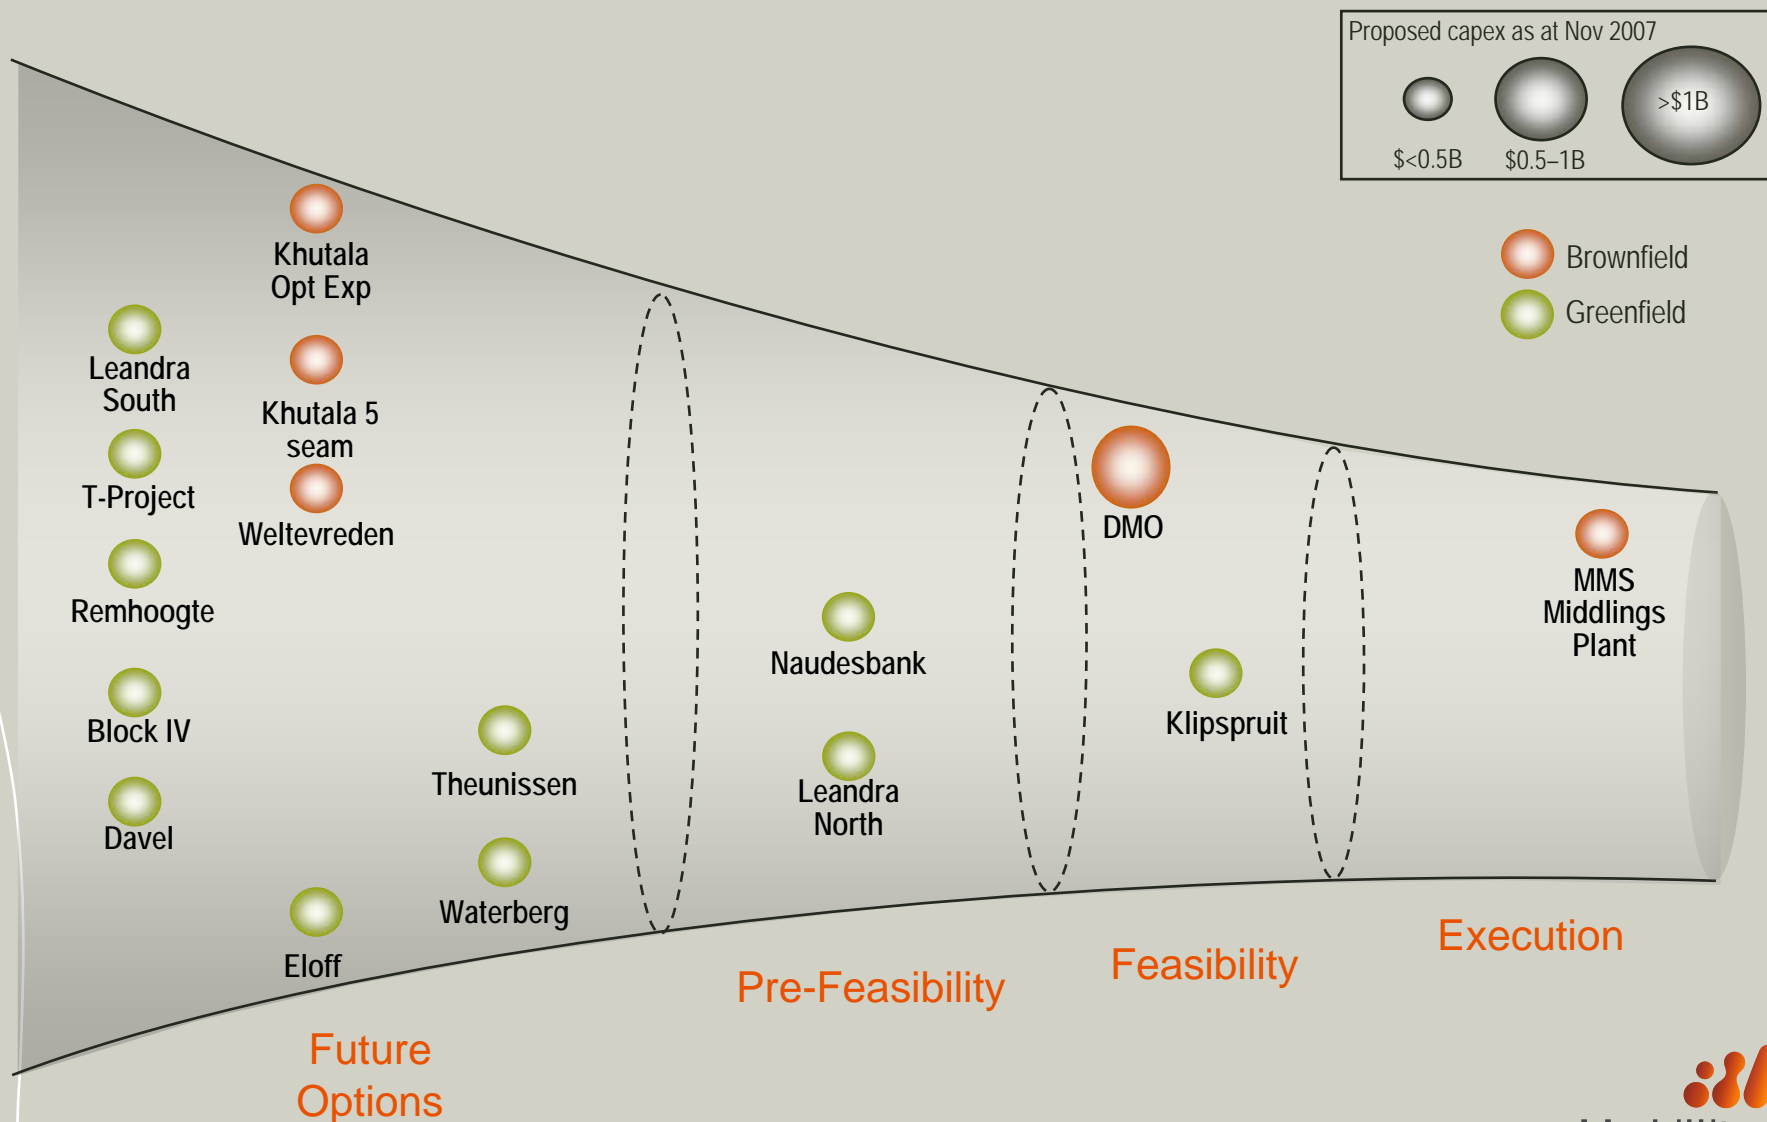 Proposed capex as at Nov 2007
>$1B
$<0.5B
$0.5–1B
Brownfield
Greenfield
Khutala
Opt Exp
Leandra
South
Khutala 5
seam
T-Project
Weltevreden
Remhoogte
Block IV
Davel
Eloff
Theunissen
Waterberg
Naudesbank
Leandra
North
DMO
Klipspruit
MMS
Middlings
Plant
Future
Options
Pre-Feasibility
Feasibility
Execution